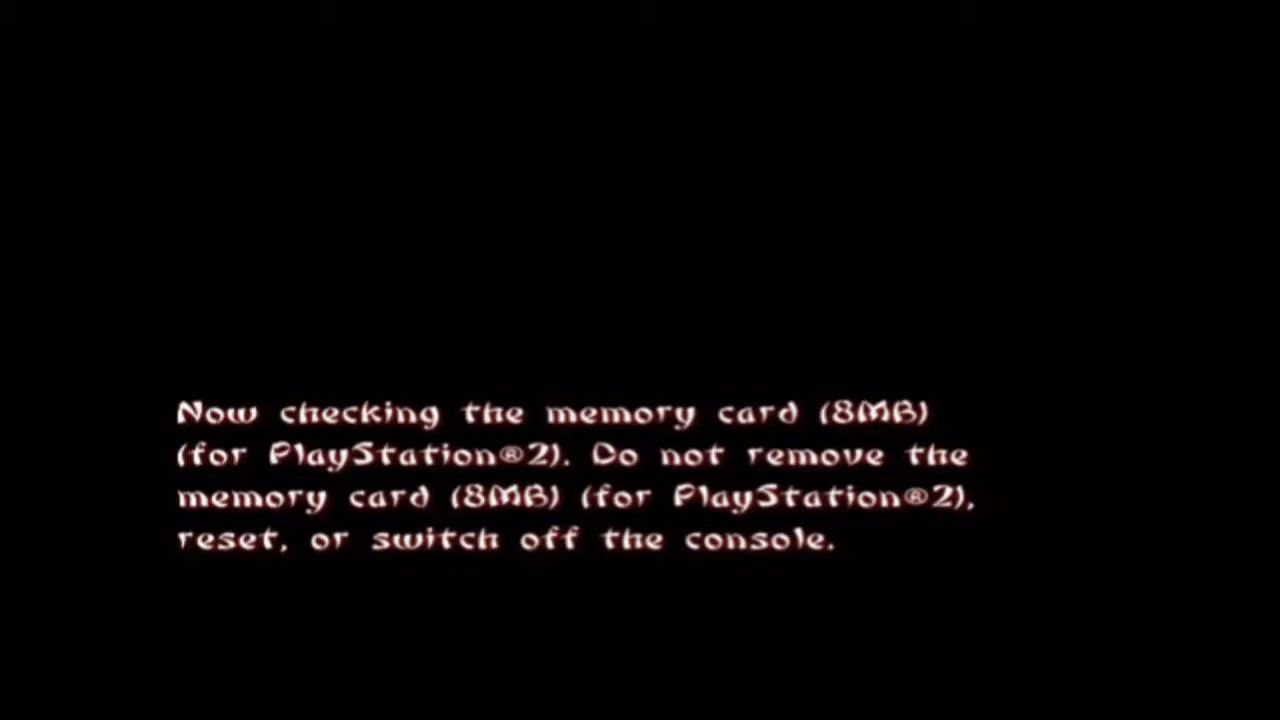 Now checking the memory card (8MB)
(for PlayStation®2). Do not remove the
memory card (8MB) (for PlayStation®2),
reset, or switch off the console.